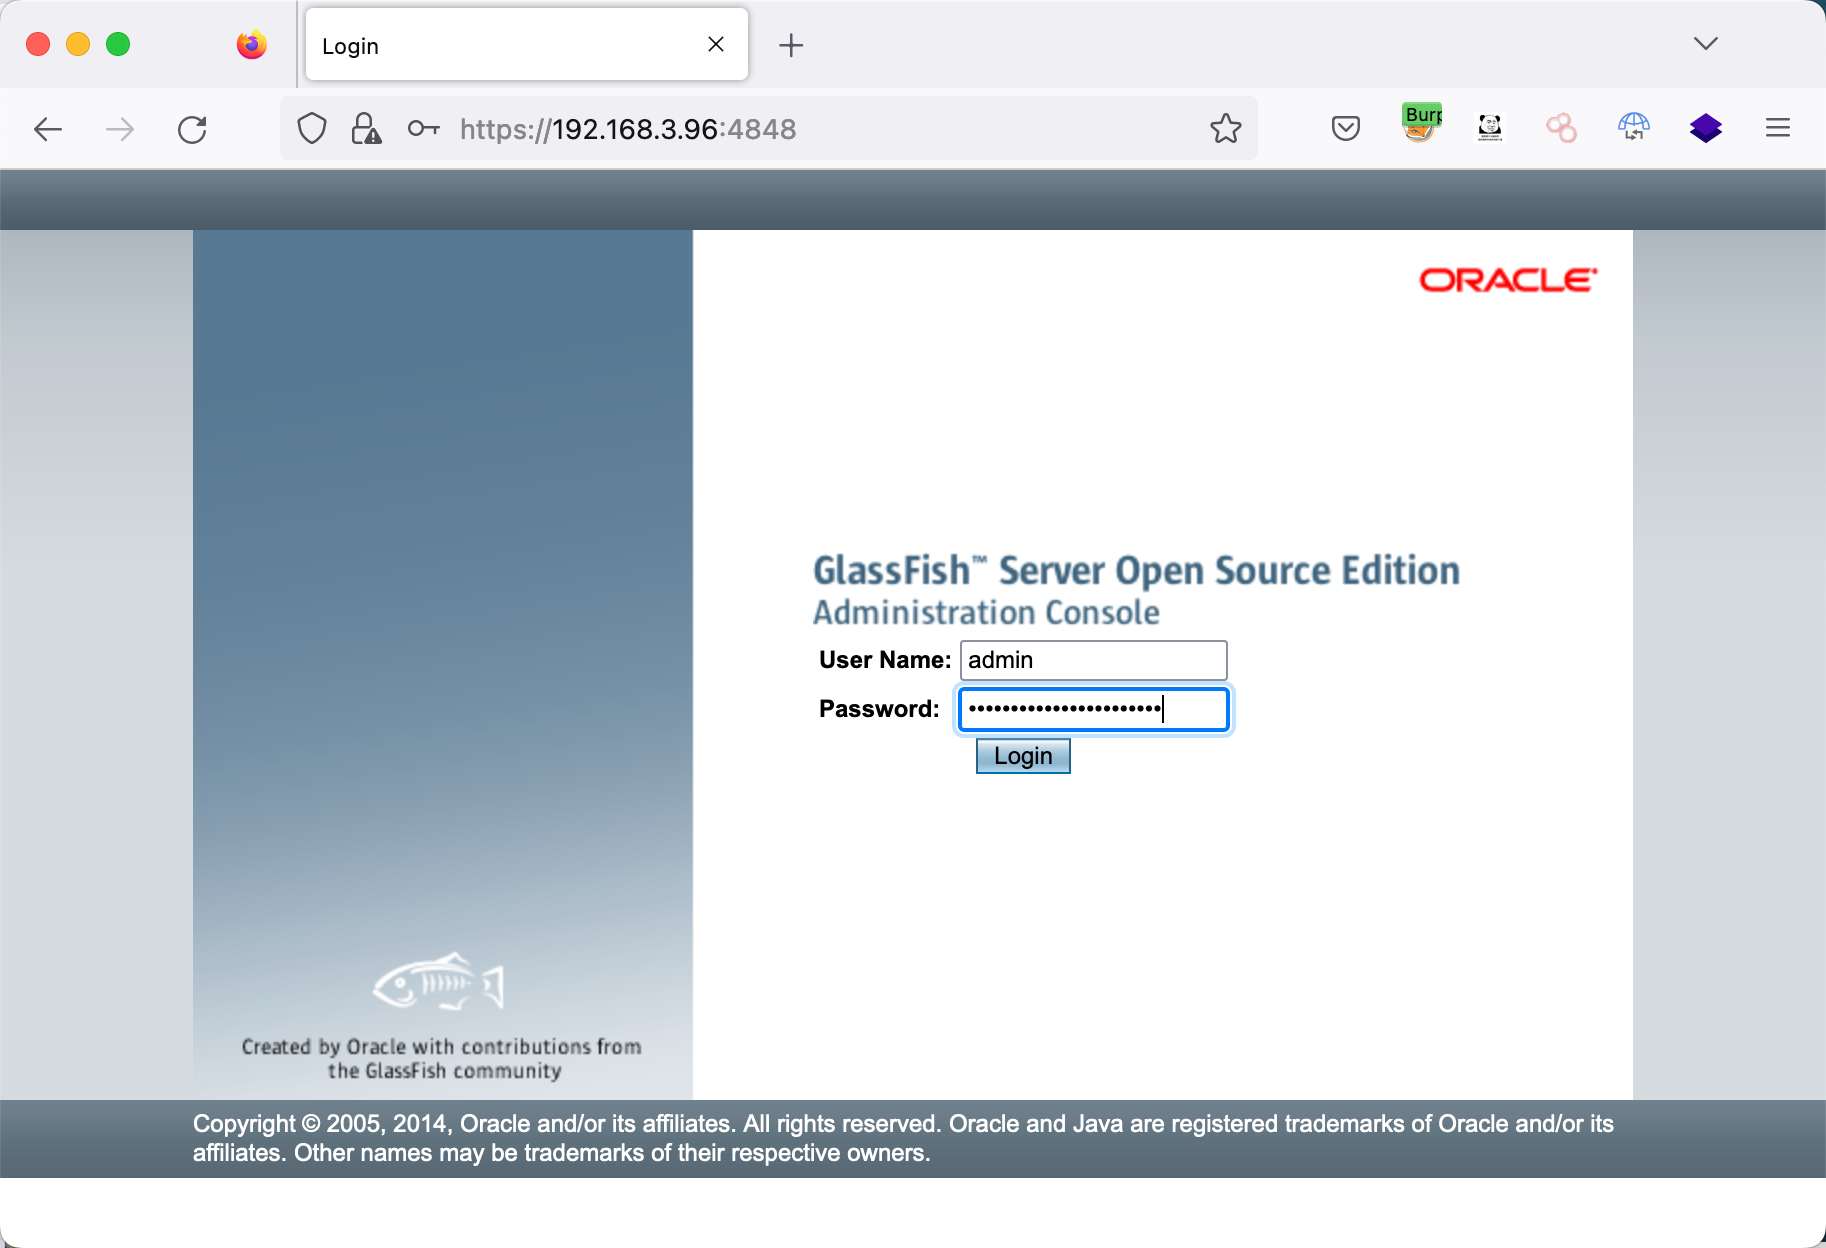 Login
https://192.168.3.96:4848
Burp
ORACLE
GlassFish™ Server Open Source Edition
Administration Console
User Name: admin
Password: •••••••••••••••••••••••
Login
Created by Oracle with contributions from
the GlassFish community
Copyright © 2005, 2014, Oracle and/or its affiliates. All rights reserved. Oracle and Java are registered trademarks of Oracle and/or its
affiliates. Other names may be trademarks of their respective owners.